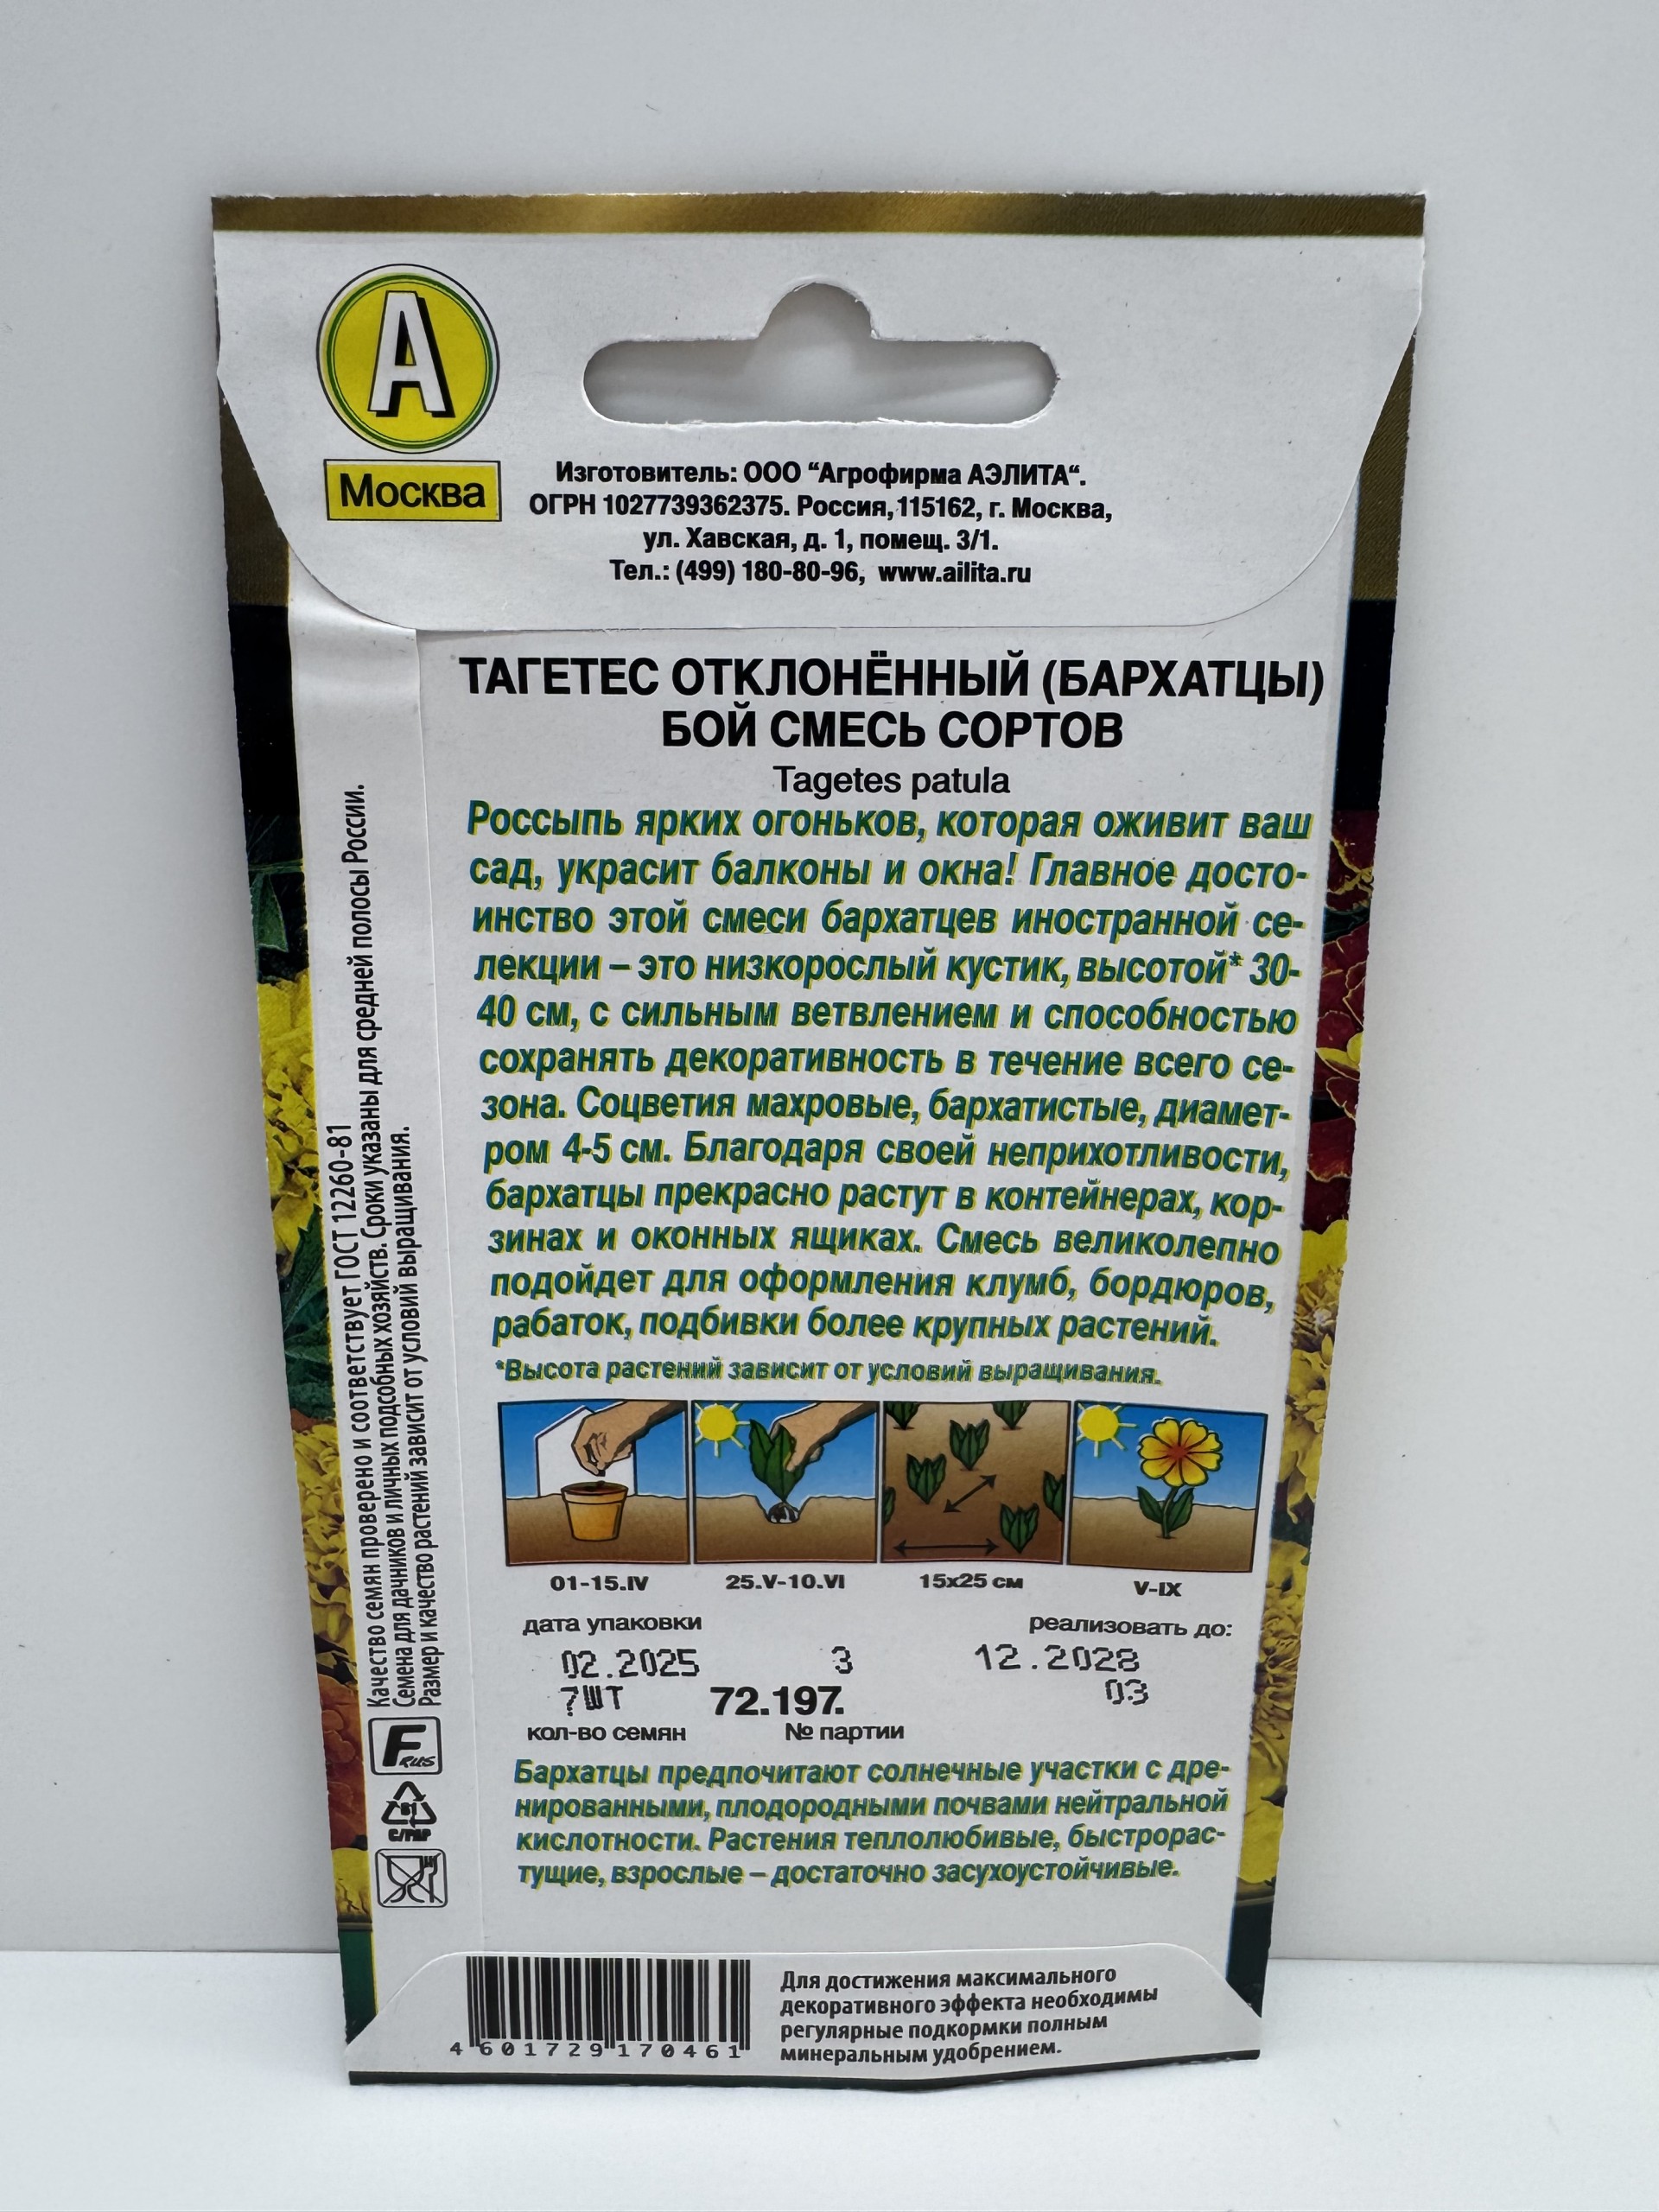 А
Москва
Изготовитель: ООО “Агрофирма АЭЛИТА“.
ОГРН 1027739362375. Россия, 115162, г. Москва,
ул. Хавская, д. 1, помещ. 3/1.
Тел.: (499) 180-80-96, www.ailita.ru
ТАГЕТЕС ОТКЛОНЁННЫЙ (БАРХАТЦЫ)
БОЙ СМЕСЬ СОРТОВ
Tagetes patula
Россыпь ярких огоньков, которая оживит ваш
сад, украсит балконы и окна! Главное досто-
инство этой смеси бархатцев иностранной се-
лекции – это низкорослый кустик, высотой* 30-
40 см, с сильным ветвлением и способностью
сохранять декоративность в течение всего се-
зона. Соцветия махровые, бархатистые, диамет-
ром 4-5 см. Благодаря своей неприхотливости,
бархатцы прекрасно растут в контейнерах, кор-
зинах и оконных ящиках. Смесь великолепно
подойдет для оформления клумб, бордюров,
рабаток, подбивки более крупных растений.
*Высота растений зависит от условий выращивания.
01-15.IV 25.V-10.VI 15х25 см V-IX
дата упаковки реализовать до:
02.2025 3 12.2028
7ШТ 72.197. 03
кол-во семян № партии
Бархатцы предпочитают солнечные участки с дре-
нированными, плодородными почвами нейтральной
кислотности. Растения теплолюбивые, быстрорас-
тущие, взрослые – достаточно засухоустойчивые.
Качество семян проверено и соответствует ГОСТ 12260-81
Семена для дачников и личных подсобных хозяйств. Сроки указаны для средней полосы России.
Размер и качество растений зависит от условий выращивания.
F RUS
81
C/PAP
4 601729 170461
Для достижения максимального
декоративного эффекта необходимы
регулярные подкормки полным
минеральным удобрением.